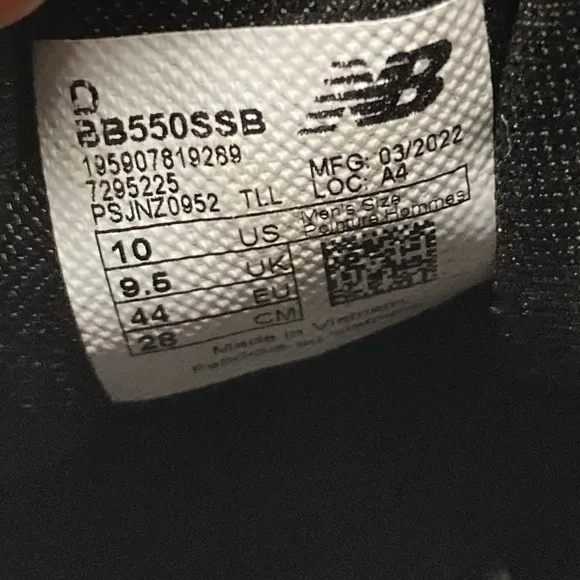 D
BB550SSB
195907819289
7295225
PSJNZ0952 TLL
NB
MFG: 03/2022
LOC: A4
Men's Size
Pointure Hommes
10 US
9.5 UK
44 EU
28 CM
Made in Vietnam